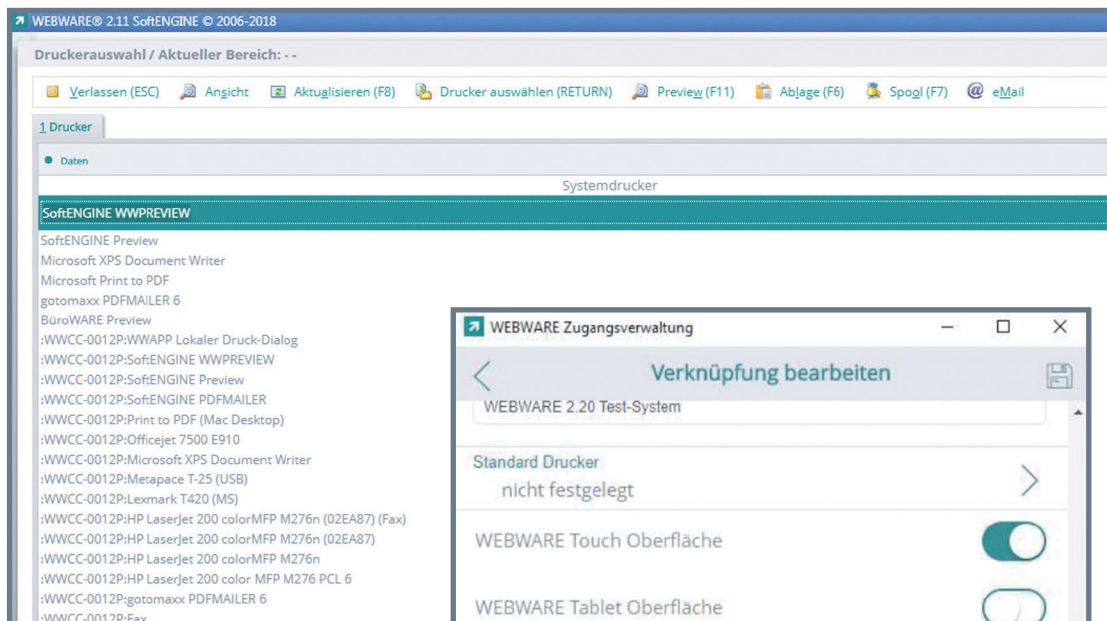 WEBWARE® 2.11 SoftENGINE © 2006-2018
Druckerauswahl / Aktueller Bereich: - -
Verlassen (ESC) Ansicht Aktualisieren (F8) Drucker auswählen (RETURN) Preview (F11) Ablage (F6) Spool (F7) eMail
1 Drucker
Daten
Systemdrucker
SoftENGINE WWPREVIEW
SoftENGINE Preview
Microsoft XPS Document Writer
Microsoft Print to PDF
gotomaxx PDFMAILER 6
BüroWARE Preview
:WWCC-0012P:WWAPP Lokaler Druck-Dialog
:WWCC-0012P:SoftENGINE WWPREVIEW
:WWCC-0012P:SoftENGINE Preview
:WWCC-0012P:SoftENGINE PDFMAILER
:WWCC-0012P:Print to PDF (Mac Desktop)
:WWCC-0012P:Officejet 7500 E910
:WWCC-0012P:Microsoft XPS Document Writer
:WWCC-0012P:Metapace T-25 (USB)
:WWCC-0012P:Lexmark T420 (MS)
:WWCC-0012P:HP LaserJet 200 colorMFP M276n (02EA87) (Fax)
:WWCC-0012P:HP LaserJet 200 colorMFP M276n (02EA87)
:WWCC-0012P:HP LaserJet 200 colorMFP M276n
:WWCC-0012P:HP LaserJet 200 color MFP M276 PCL 6
:WWCC-0012P:gotomaxx PDFMAILER 6
:WWCC-0012P:Fax
WEBWARE Zugangsverwaltung
Verknüpfung bearbeiten
WEBWARE 2.20 Test-System
Standard Drucker
nicht festgelegt
WEBWARE Touch Oberfläche
WEBWARE Tablet Oberfläche